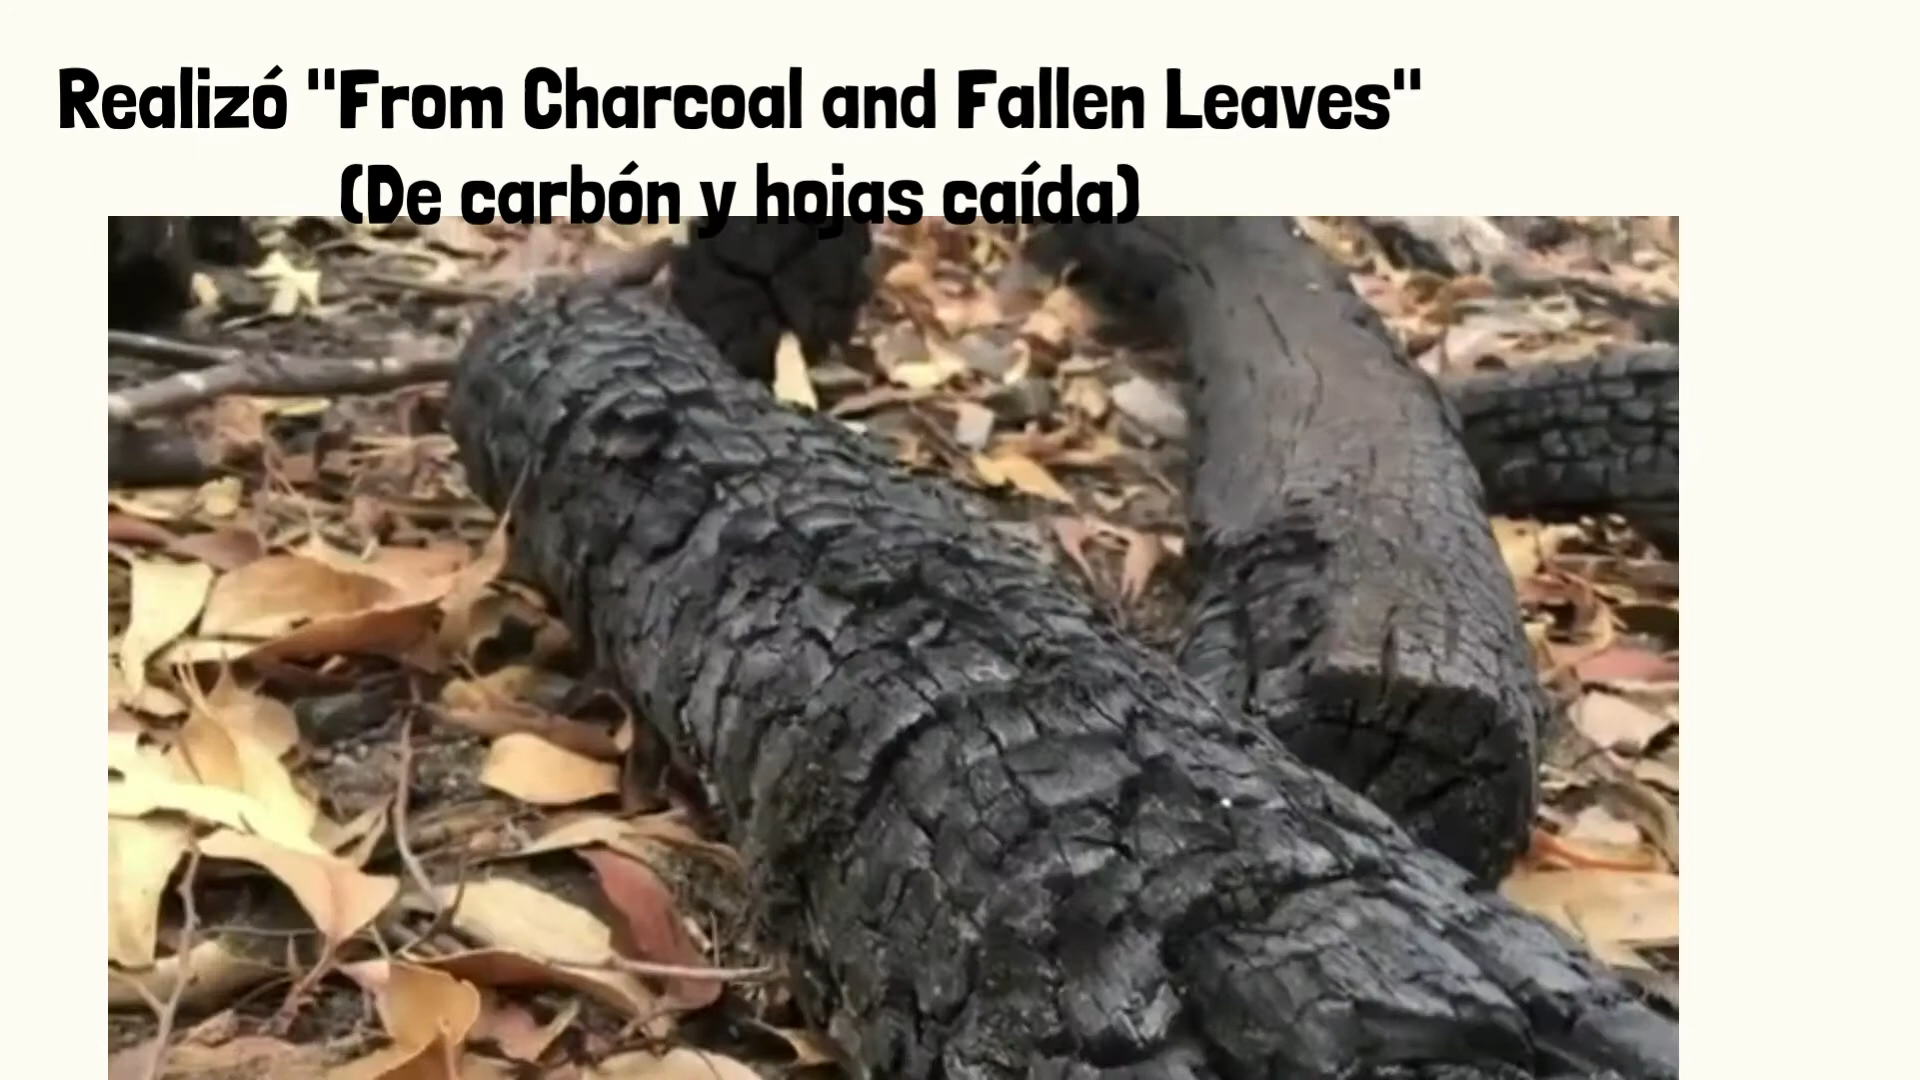 Realizó "From Charcoal and Fallen Leaves"
(De carbón y hojas caída)